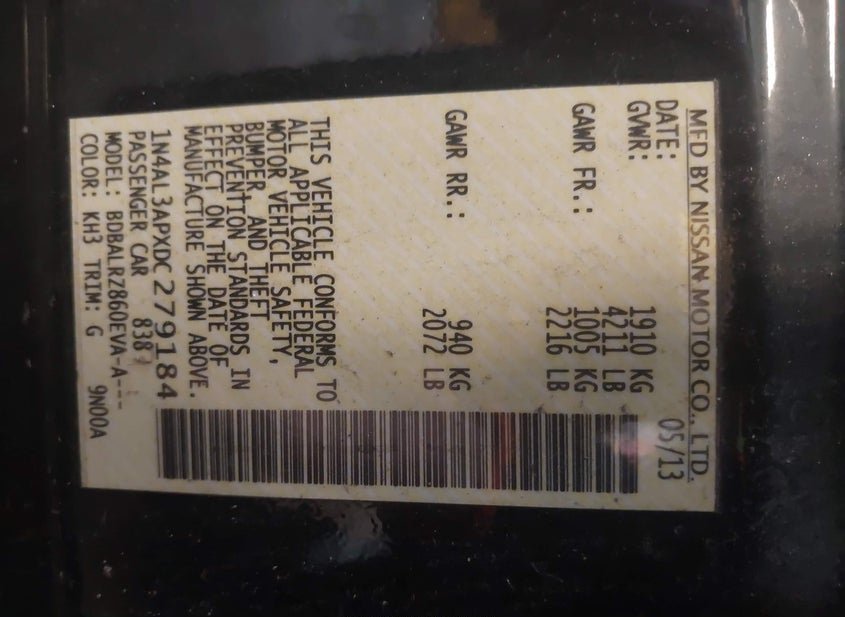 MFD BY NISSAN MOTOR CO., LTD.
DATE: 05/13
GVWR: 1910 KG
4211 LB
GAWR FR.: 1005 KG
2216 LB
GAWR RR.: 940 KG
2072 LB
THIS VEHICLE CONFORMS TO
ALL APPLICABLE FEDERAL
MOTOR VEHICLE SAFETY,
BUMPER, AND THEFT
PREVENTION STANDARDS IN
EFFECT ON THE DATE OF
MANUFACTURE SHOWN ABOVE.
1N4AL3APXDC279184
PASSENGER CAR 838
MODEL: BDBALRZ860EVA-A---
COLOR: KH3 TRIM: G 9N00A